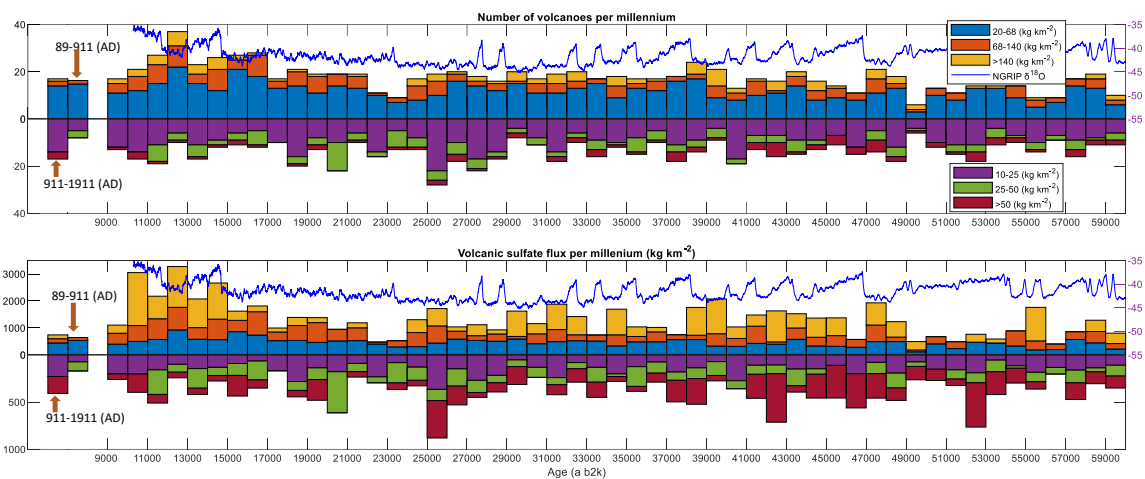 Number of volcanoes per millennium
40
20
0
20
40
-35
-40
-45
-50
-55
89-911 (AD)
911-1911 (AD)
20-68 (kg km-2)
68-140 (kg km-2)
>140 (kg km-2)
NGRIP δ18O
10-25 (kg km-2)
25-50 (kg km-2)
>50 (kg km-2)
9000 11000 13000 15000 17000 19000 21000 23000 25000 27000 29000 31000 33000 35000 37000 39000 41000 43000 45000 47000 49000 51000 53000 55000 57000 59000
Volcanic sulfate flux per millenium (kg km-2)
3000
2000
1000
0
500
1000
-35
-40
-45
-50
-55
89-911 (AD)
911-1911 (AD)
9000 11000 13000 15000 17000 19000 21000 23000 25000 27000 29000 31000 33000 35000 37000 39000 41000 43000 45000 47000 49000 51000 53000 55000 57000 59000
Age (a b2k)